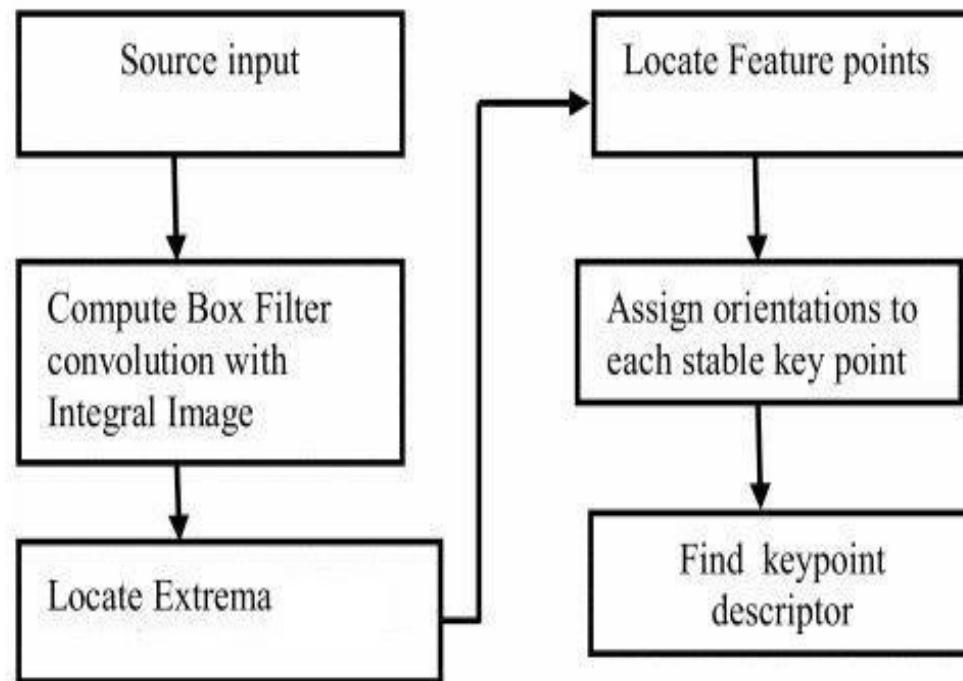 Source input
Compute Box Filter
convolution with
Integral Image
Locate Extrema
Locate Feature points
Assign orientations to
each stable key point
Find keypoint
descriptor